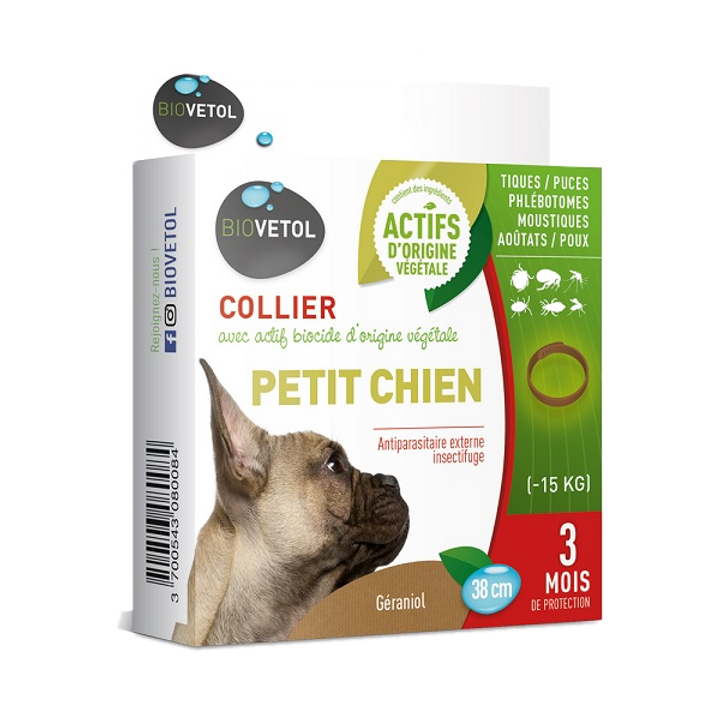 BIOVETOL
BIOVETOL
contient des ingrédients
ACTIFS
D'ORIGINE
VÉGÉTALE
TIQUES / PUCES
PHLÉBOTOMES
MOUSTIQUES
AOÛTATS / POUX
COLLIER
avec actif biocide d'origine végétale
PETIT CHIEN
Antiparasitaire externe
insectifuge
(-15 KG)
3
MOIS
DE PROTECTION
38 cm
Géraniol
Rejoignez-nous !
BIOVETOL
3 700543 080084